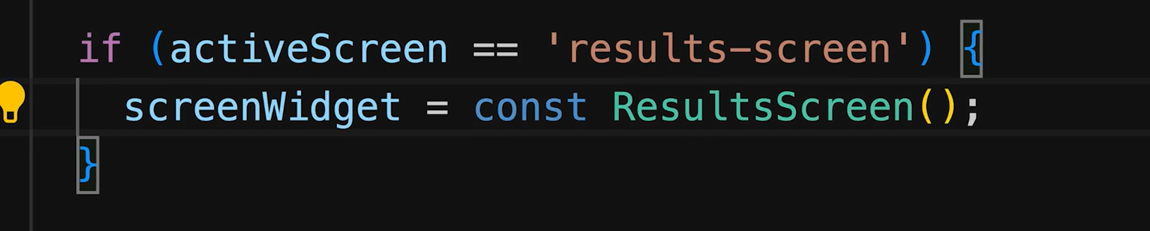 if (activeScreen == 'results-screen') {
screenWidget = const ResultsScreen();
}